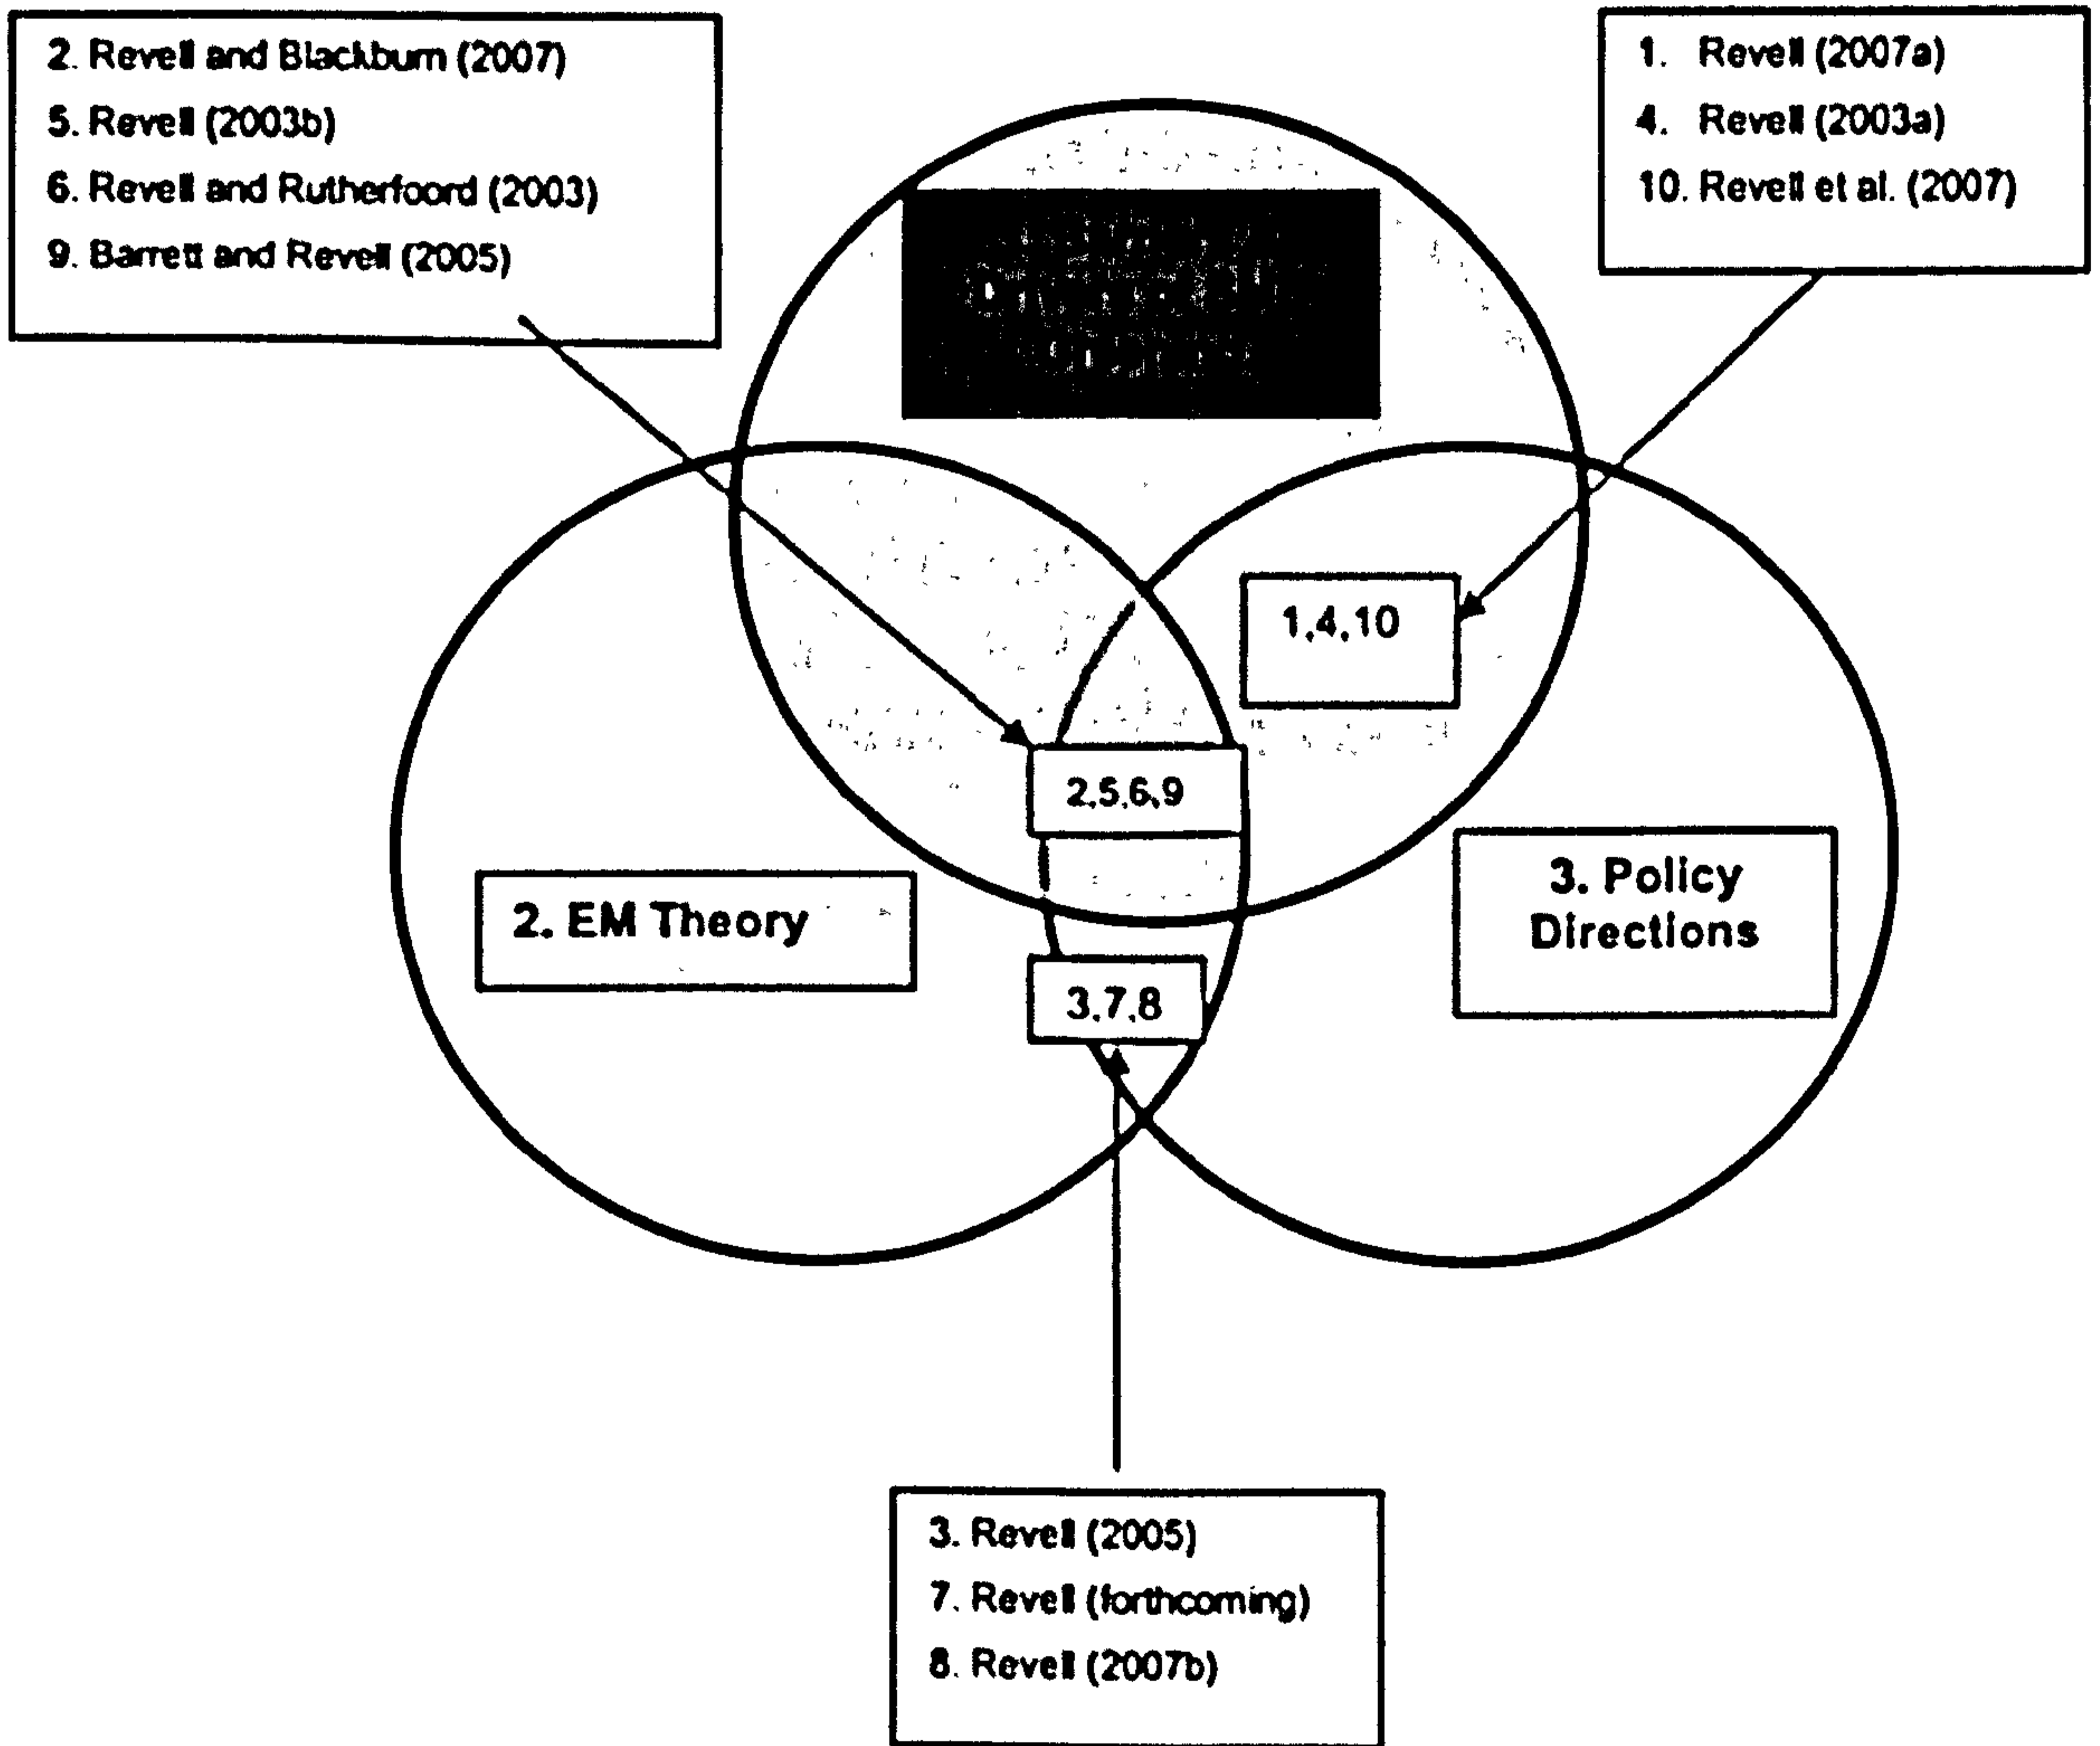 2. Revell and Blackburn (2007)
5. Revell (2003b)
6. Revell and Rutherfoord (2003)
9. Barrett and Revell (2005)
1. Revell (2007a)
4. Revell (2003a)
10. Revell et al. (2007)
1,4,10
2,5,6,9
2. EM Theory
3. Policy
Directions
3,7,8
3. Revell (2005)
7. Revell (forthcoming)
8. Revell (2007b)